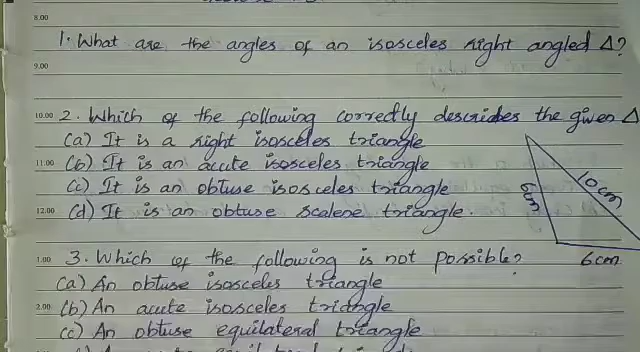 8.00
1. What are the angles of an isosceles right angled Δ?
9.00
10.00 2. Which of the following correctly describes the given Δ
(a) It is a right isosceles triangle
11.00 (b) It is an acute isosceles triangle
(c) It is an obtuse isosceles triangle
12.00 (d) It is an obtuse scalene triangle.
6cm
10cm
6cm
1.00 3. Which of the following is not possible?
(a) An obtuse isosceles triangle
2.00 (b) An acute isosceles triangle
(c) An obtuse equilateral triangle